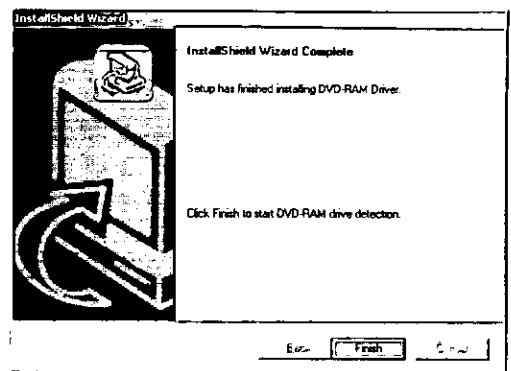 InstallShield Wizard
InstallShield Wizard Complete
Setup has finished installing DVD-RAM Driver.
Click Finish to start DVD-RAM drive detection.
Finish